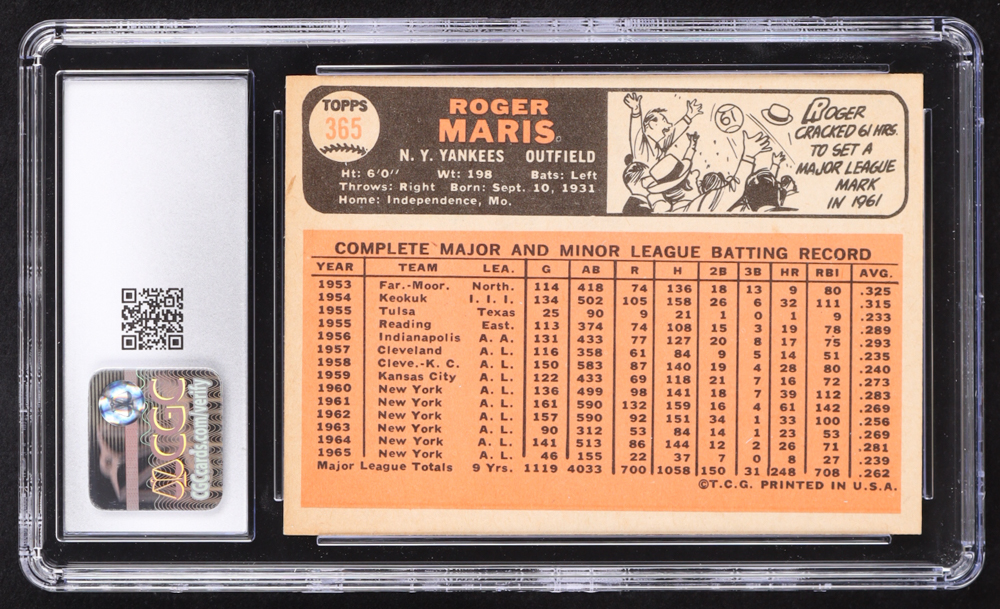 TOPPS
365
ROGER
MARIS
N. Y. YANKEES OUTFIELD
Ht: 6'0" Wt: 198 Bats: Left
Throws: Right Born: Sept. 10, 1931
Home: Independence, Mo.
61
ROGER
CRACKED 61 HRS.
TO SET A
MAJOR LEAGUE
MARK
IN 1961
COMPLETE MAJOR AND MINOR LEAGUE BATTING RECORD
YEAR TEAM LEA. G AB R H 2B 3B HR RBI AVG.
1953 Far.-Moor. North. 114 418 74 136 18 13 9 80 .325
1954 Keokuk I. I. I. 134 502 105 158 26 6 32 111 .315
1955 Tulsa Texas 25 90 9 21 1 0 1 9 .233
1955 Reading East. 113 374 74 108 15 3 19 78 .289
1956 Indianapolis A. A. 131 433 77 127 20 8 17 75 .293
1957 Cleveland A. L. 116 358 61 84 9 5 14 51 .235
1958 Cleve.-K. C. A. L. 150 583 87 140 19 4 28 80 .240
1959 Kansas City A. L. 122 433 69 118 21 7 16 72 .273
1960 New York A. L. 136 499 98 141 18 7 39 112 .283
1961 New York A. L. 161 590 132 159 16 4 61 142 .269
1962 New York A. L. 157 590 92 151 34 1 33 100 .256
1963 New York A. L. 90 312 53 84 14 1 23 53 .269
1964 New York A. L. 141 513 86 144 12 2 26 71 .281
1965 New York A. L. 46 155 22 37 7 0 8 27 .239
Major League Totals 9 Yrs. 1119 4033 700 1058 150 31 248 708 .262
©T.C.G. PRINTED IN U.S.A.
CGC
CGCcards.com/verify